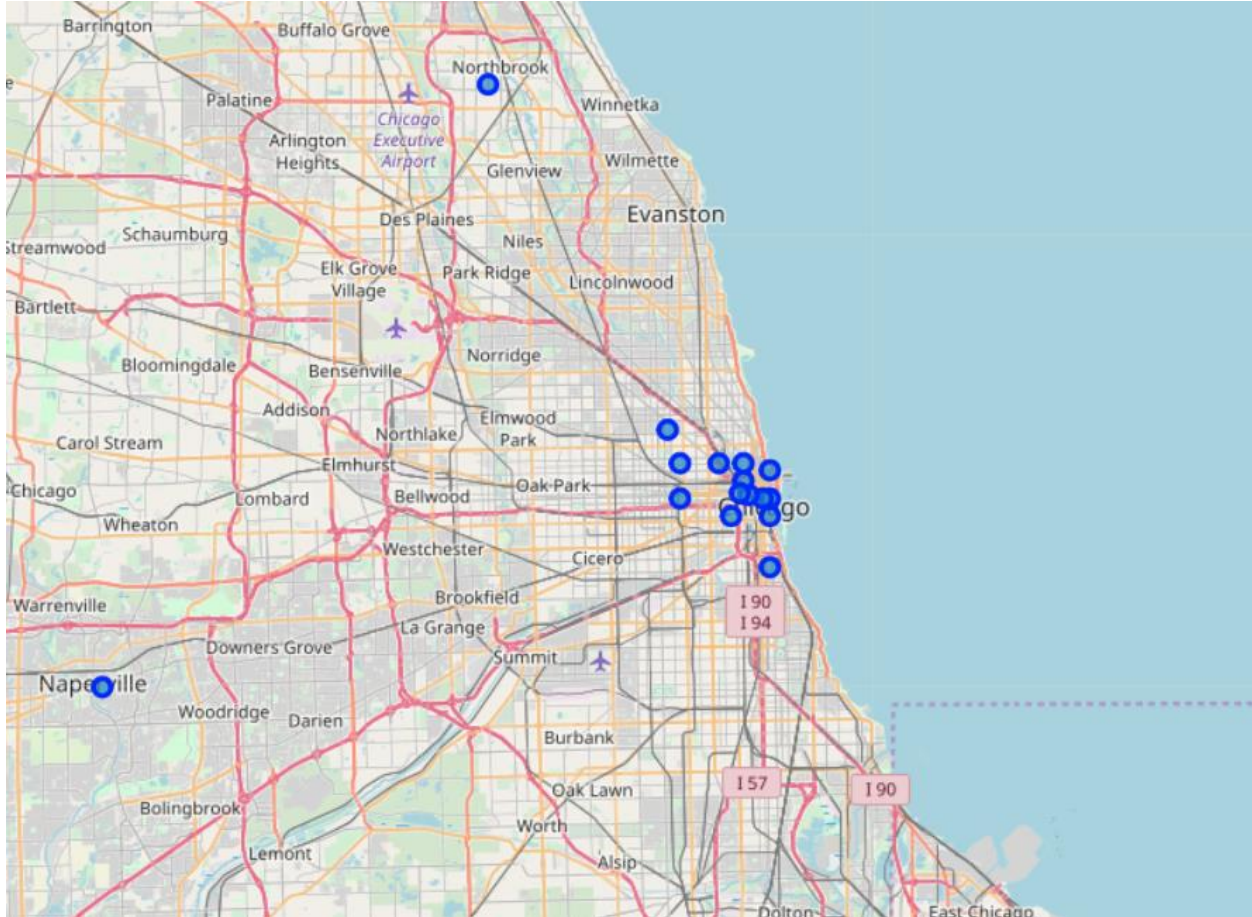 Barrington
Buffalo Grove
Northbrook
Palatine
Winnetka
Chicago
Executive
Airport
Arlington
Heights
Wilmette
Glenview
Evanston
Des Plaines
Schaumburg
Streamwood
Niles
Elk Grove
Village
Park Ridge
Lincolnwood
Bartlett
Norridge
Bloomingdale
Bensenville
Addison
Elmwood
Park
Northlake
Carol Stream
Elmhurst
Oak Park
Chicago
Lombard
Bellwood
Chicago
Wheaton
Westchester
Cicero
Brookfield
Warrenville
I 90
I 94
La Grange
Downers Grove
Summit
Naperville
Woodridge
Darien
Burbank
I 57
I 90
Oak Lawn
Bolingbrook
Worth
Lemont
Alsip
Dolton
East Chicago